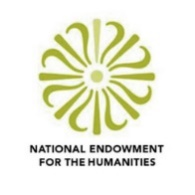 NATIONAL ENDOWMENT
FOR THE HUMANITIES